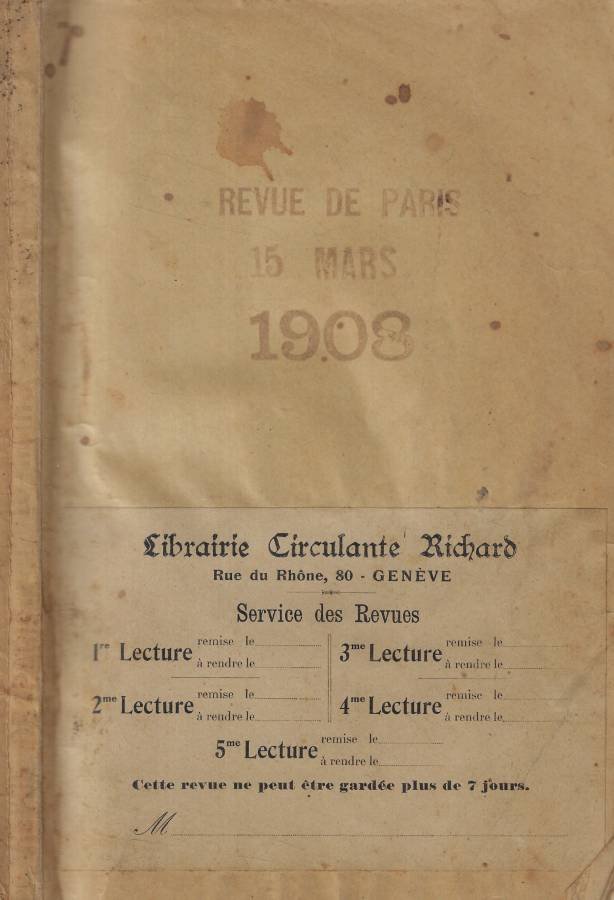 REVUE DE PARIS
15 MARS
1908
Librairie Circulante Richard
Rue du Rhône, 80 - GENÈVE
Service des Revues
1re Lecture remise le
à rendre le
3me Lecture remise le
à rendre le
2me Lecture remise le
à rendre le
4me Lecture remise le
à rendre le
5me Lecture remise le
à rendre le
Cette revue ne peut être gardée plus de 7 jours.
M